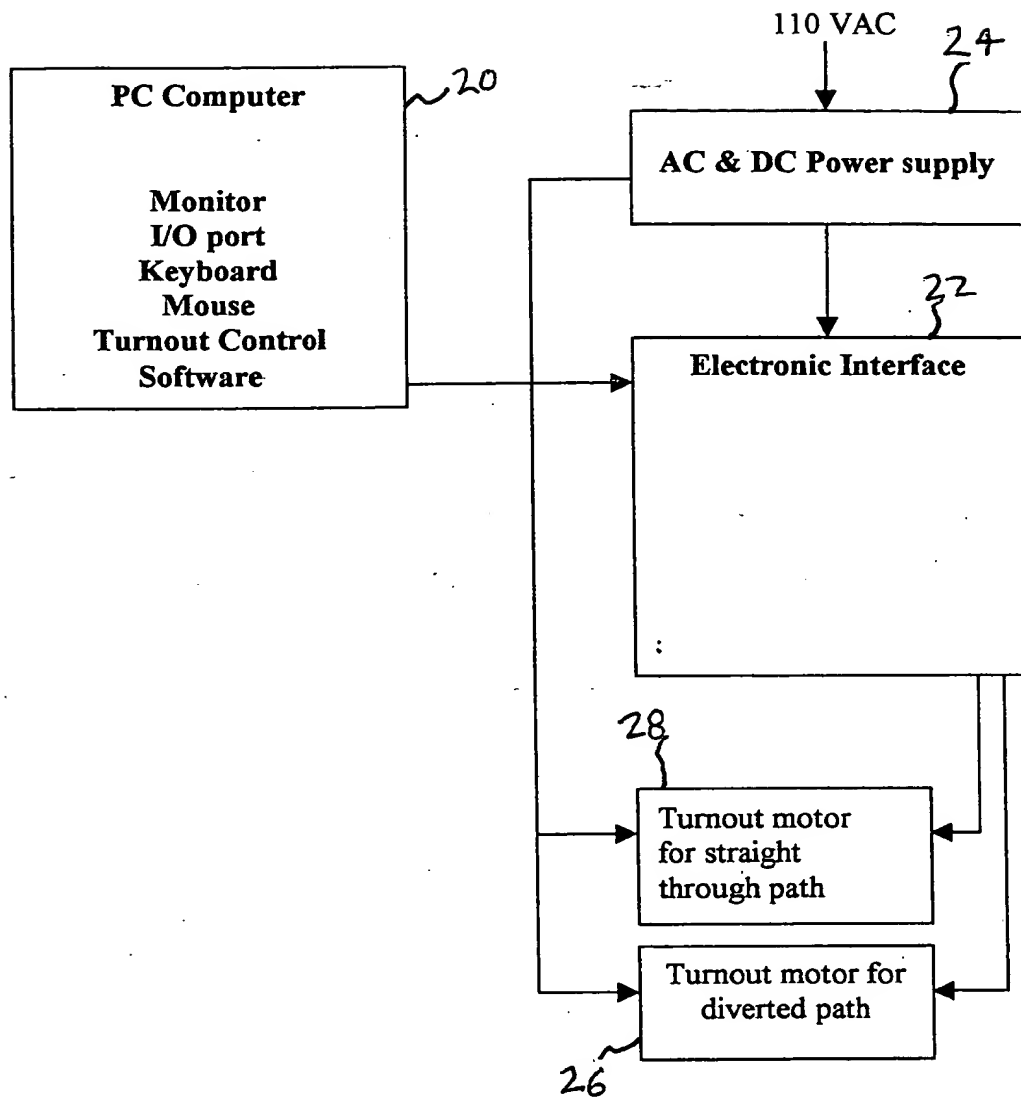 110 VAC
24
20
PC Computer
Monitor
I/O port
Keyboard
Mouse
Turnout Control
Software
AC & DC Power supply
22
Electronic Interface
:
28
Turnout motor
for straight
through path
Turnout motor for
diverted path
26